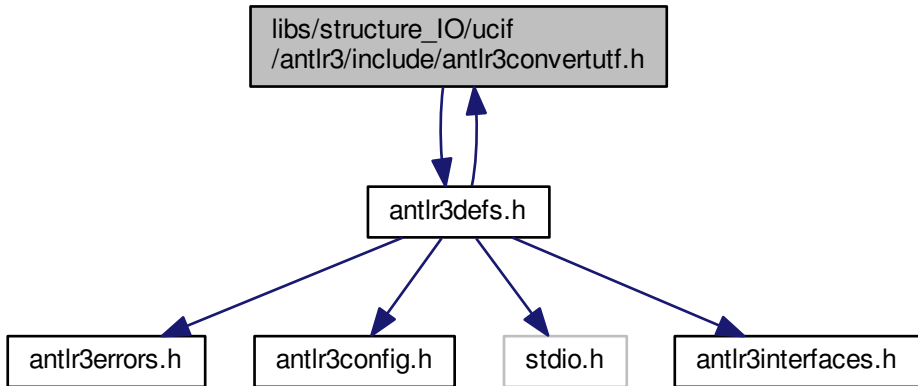 libs/structure_IO/ucif
/antlr3/include/antlr3convertutf.h
antlr3defs.h
antlr3errors.h
antlr3config.h
stdio.h
antlr3interfaces.h